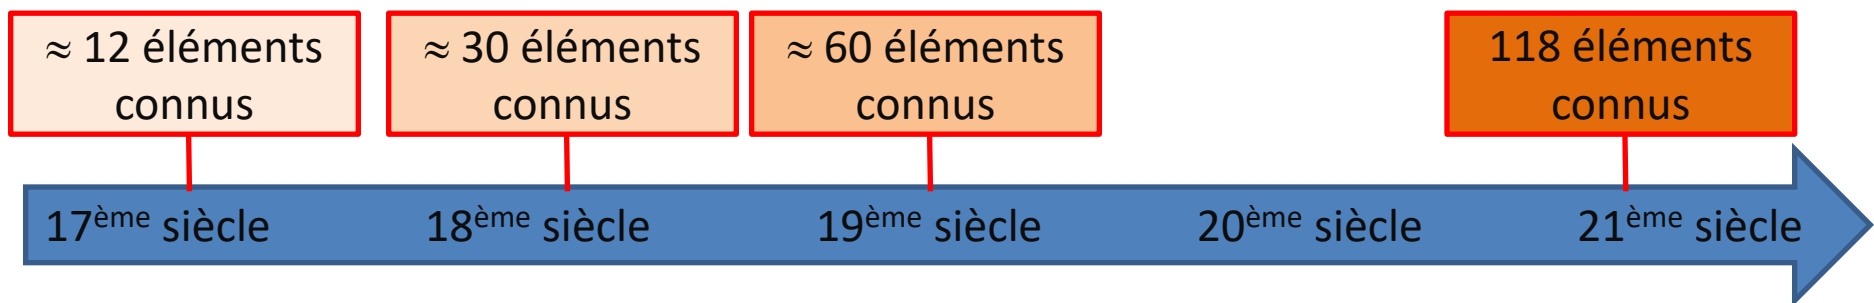 ≈ 12 éléments
connus
≈ 30 éléments
connus
≈ 60 éléments
connus
118 éléments
connus
17ème siècle
18ème siècle
19ème siècle
20ème siècle
21ème siècle